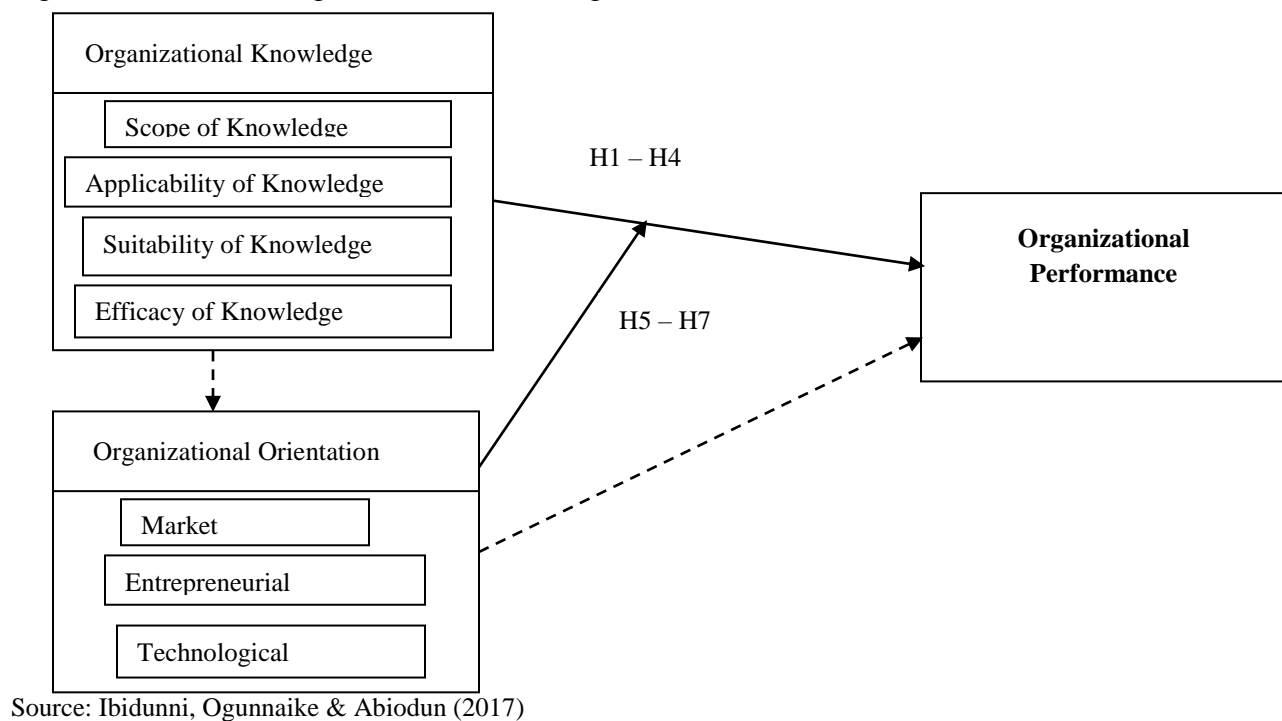 Organizational Knowledge
Scope of Knowledge
Applicability of Knowledge
Suitability of Knowledge
Efficacy of Knowledge
H1 – H4
Organizational
Performance
H5 – H7
Organizational Orientation
Market
Entrepreneurial
Technological
Source: Ibidunni, Ogunnaike & Abiodun (2017)